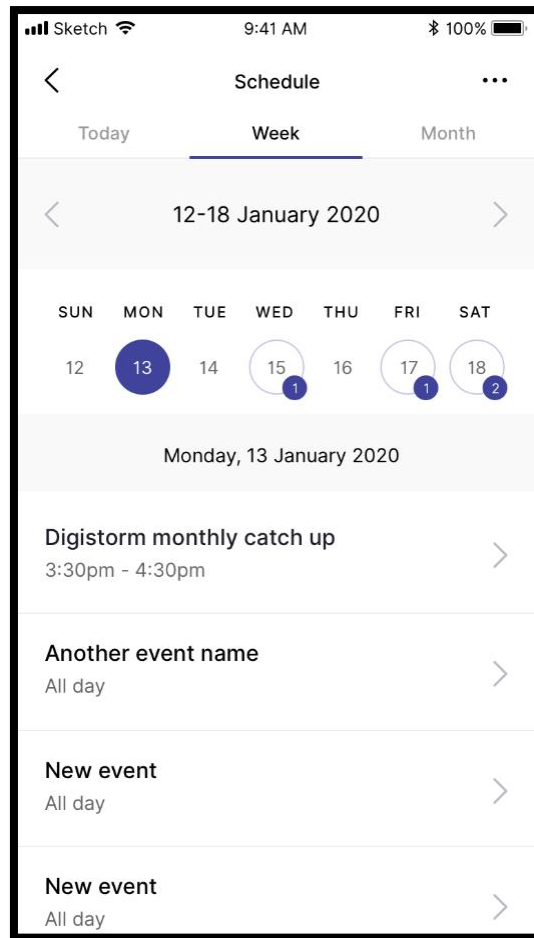 Sketch 9:41 AM 100%
Schedule
Today Week Month
12-18 January 2020
SUN MON TUE WED THU FRI SAT
12 13 14 15 16 17 18
1 1 2
Monday, 13 January 2020
Digistorm monthly catch up
3:30pm - 4:30pm
Another event name
All day
New event
All day
New event
All day